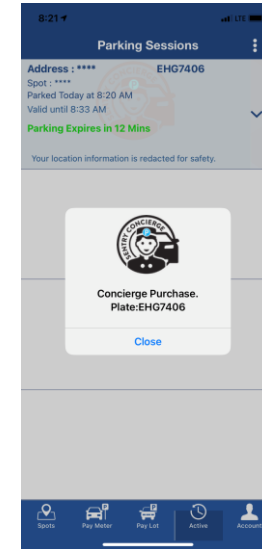 8:21
LTE
Parking Sessions
Address : **** EHG7406
Spot : ****
Parked Today at 8:20 AM
Valid until 8:33 AM
Parking Expires in 12 Mins
Your location information is redacted for safety.
SENTRY CONCIERGE
Concierge Purchase.
Plate:EHG7406
Close
Spots Pay Meter Pay Lot Active Account